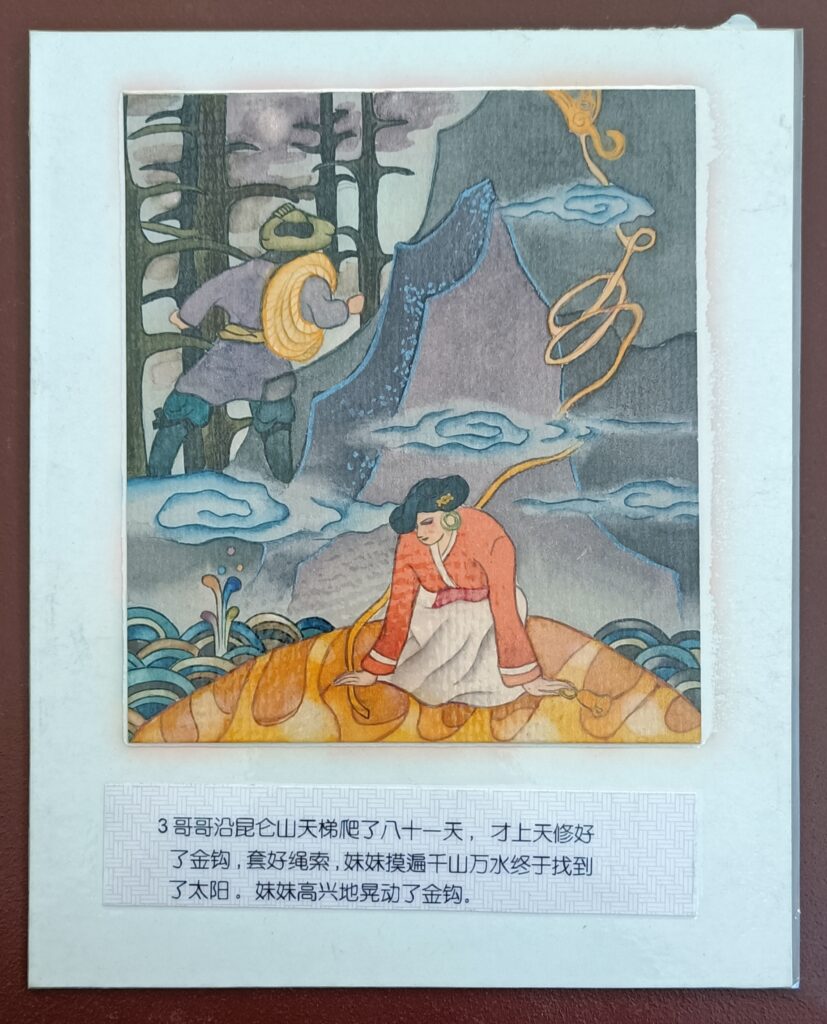 3 哥哥沿昆仑山天梯爬了八十一天，才上天修好
了金钩，套好绳索，妹妹摸遍千山万水终于找到
了太阳。妹妹高兴地晃动了金钩。